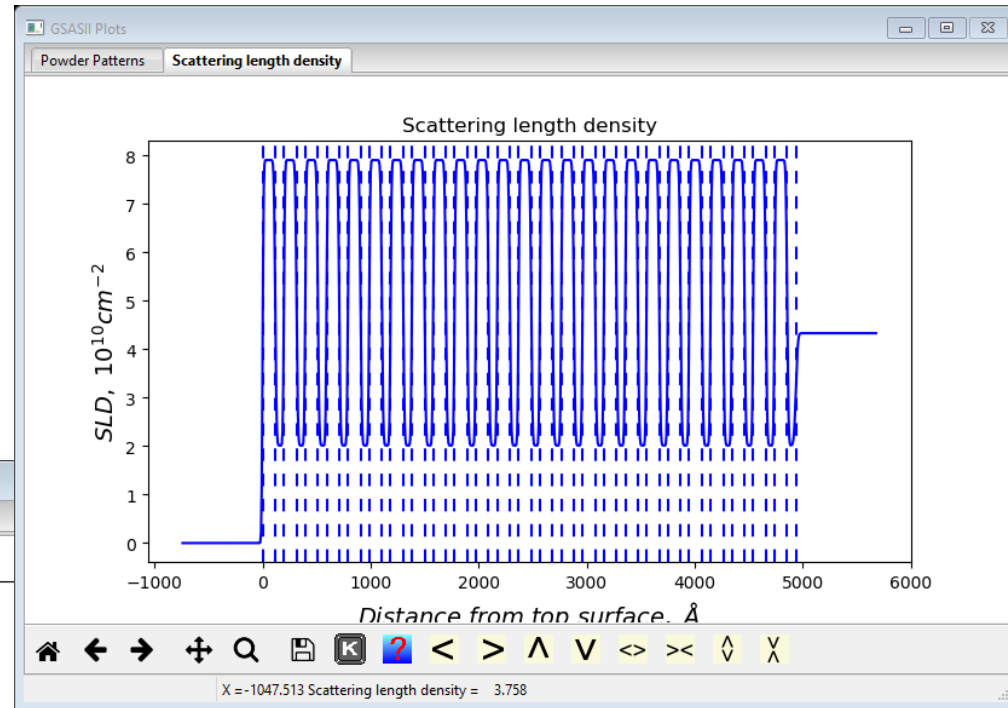 GSASII Plots
Powder Patterns Scattering length density
Scattering length density
8
7
6
5
4
3
2
1
0
SLD, 10¹⁰cm⁻²
−1000 0 1000 2000 3000 4000 5000 6000
Distance from top surface, Å
K ? < > Λ V <> ><
X =-1047.513 Scattering length density = 3.758